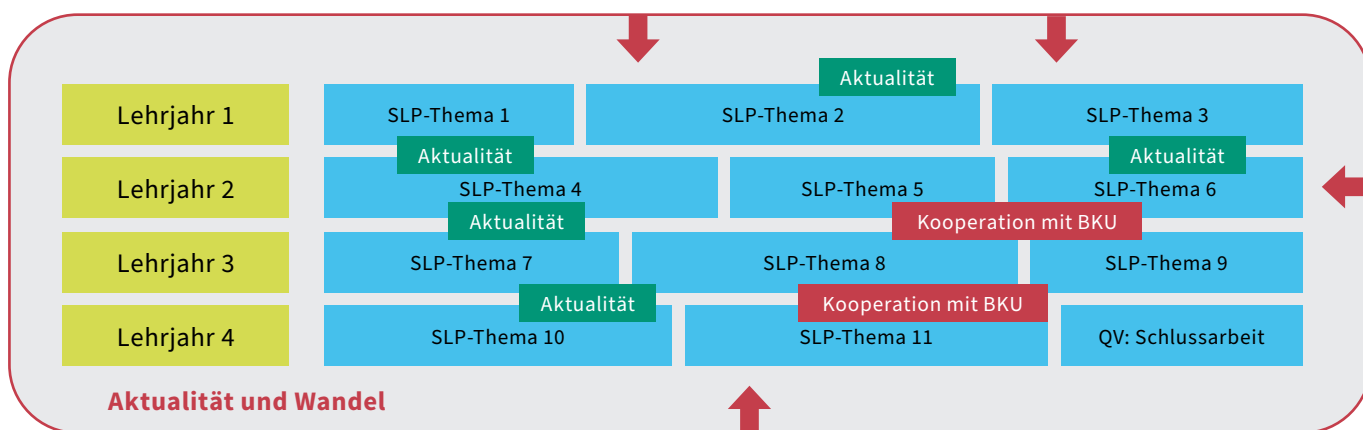 Aktualität
Lehrjahr 1
SLP-Thema 1
SLP-Thema 2
SLP-Thema 3
Aktualität
Aktualität
Lehrjahr 2
SLP-Thema 4
SLP-Thema 5
SLP-Thema 6
Aktualität
Kooperation mit BKU
Lehrjahr 3
SLP-Thema 7
SLP-Thema 8
SLP-Thema 9
Aktualität
Kooperation mit BKU
Lehrjahr 4
SLP-Thema 10
SLP-Thema 11
QV: Schlussarbeit
Aktualität und Wandel